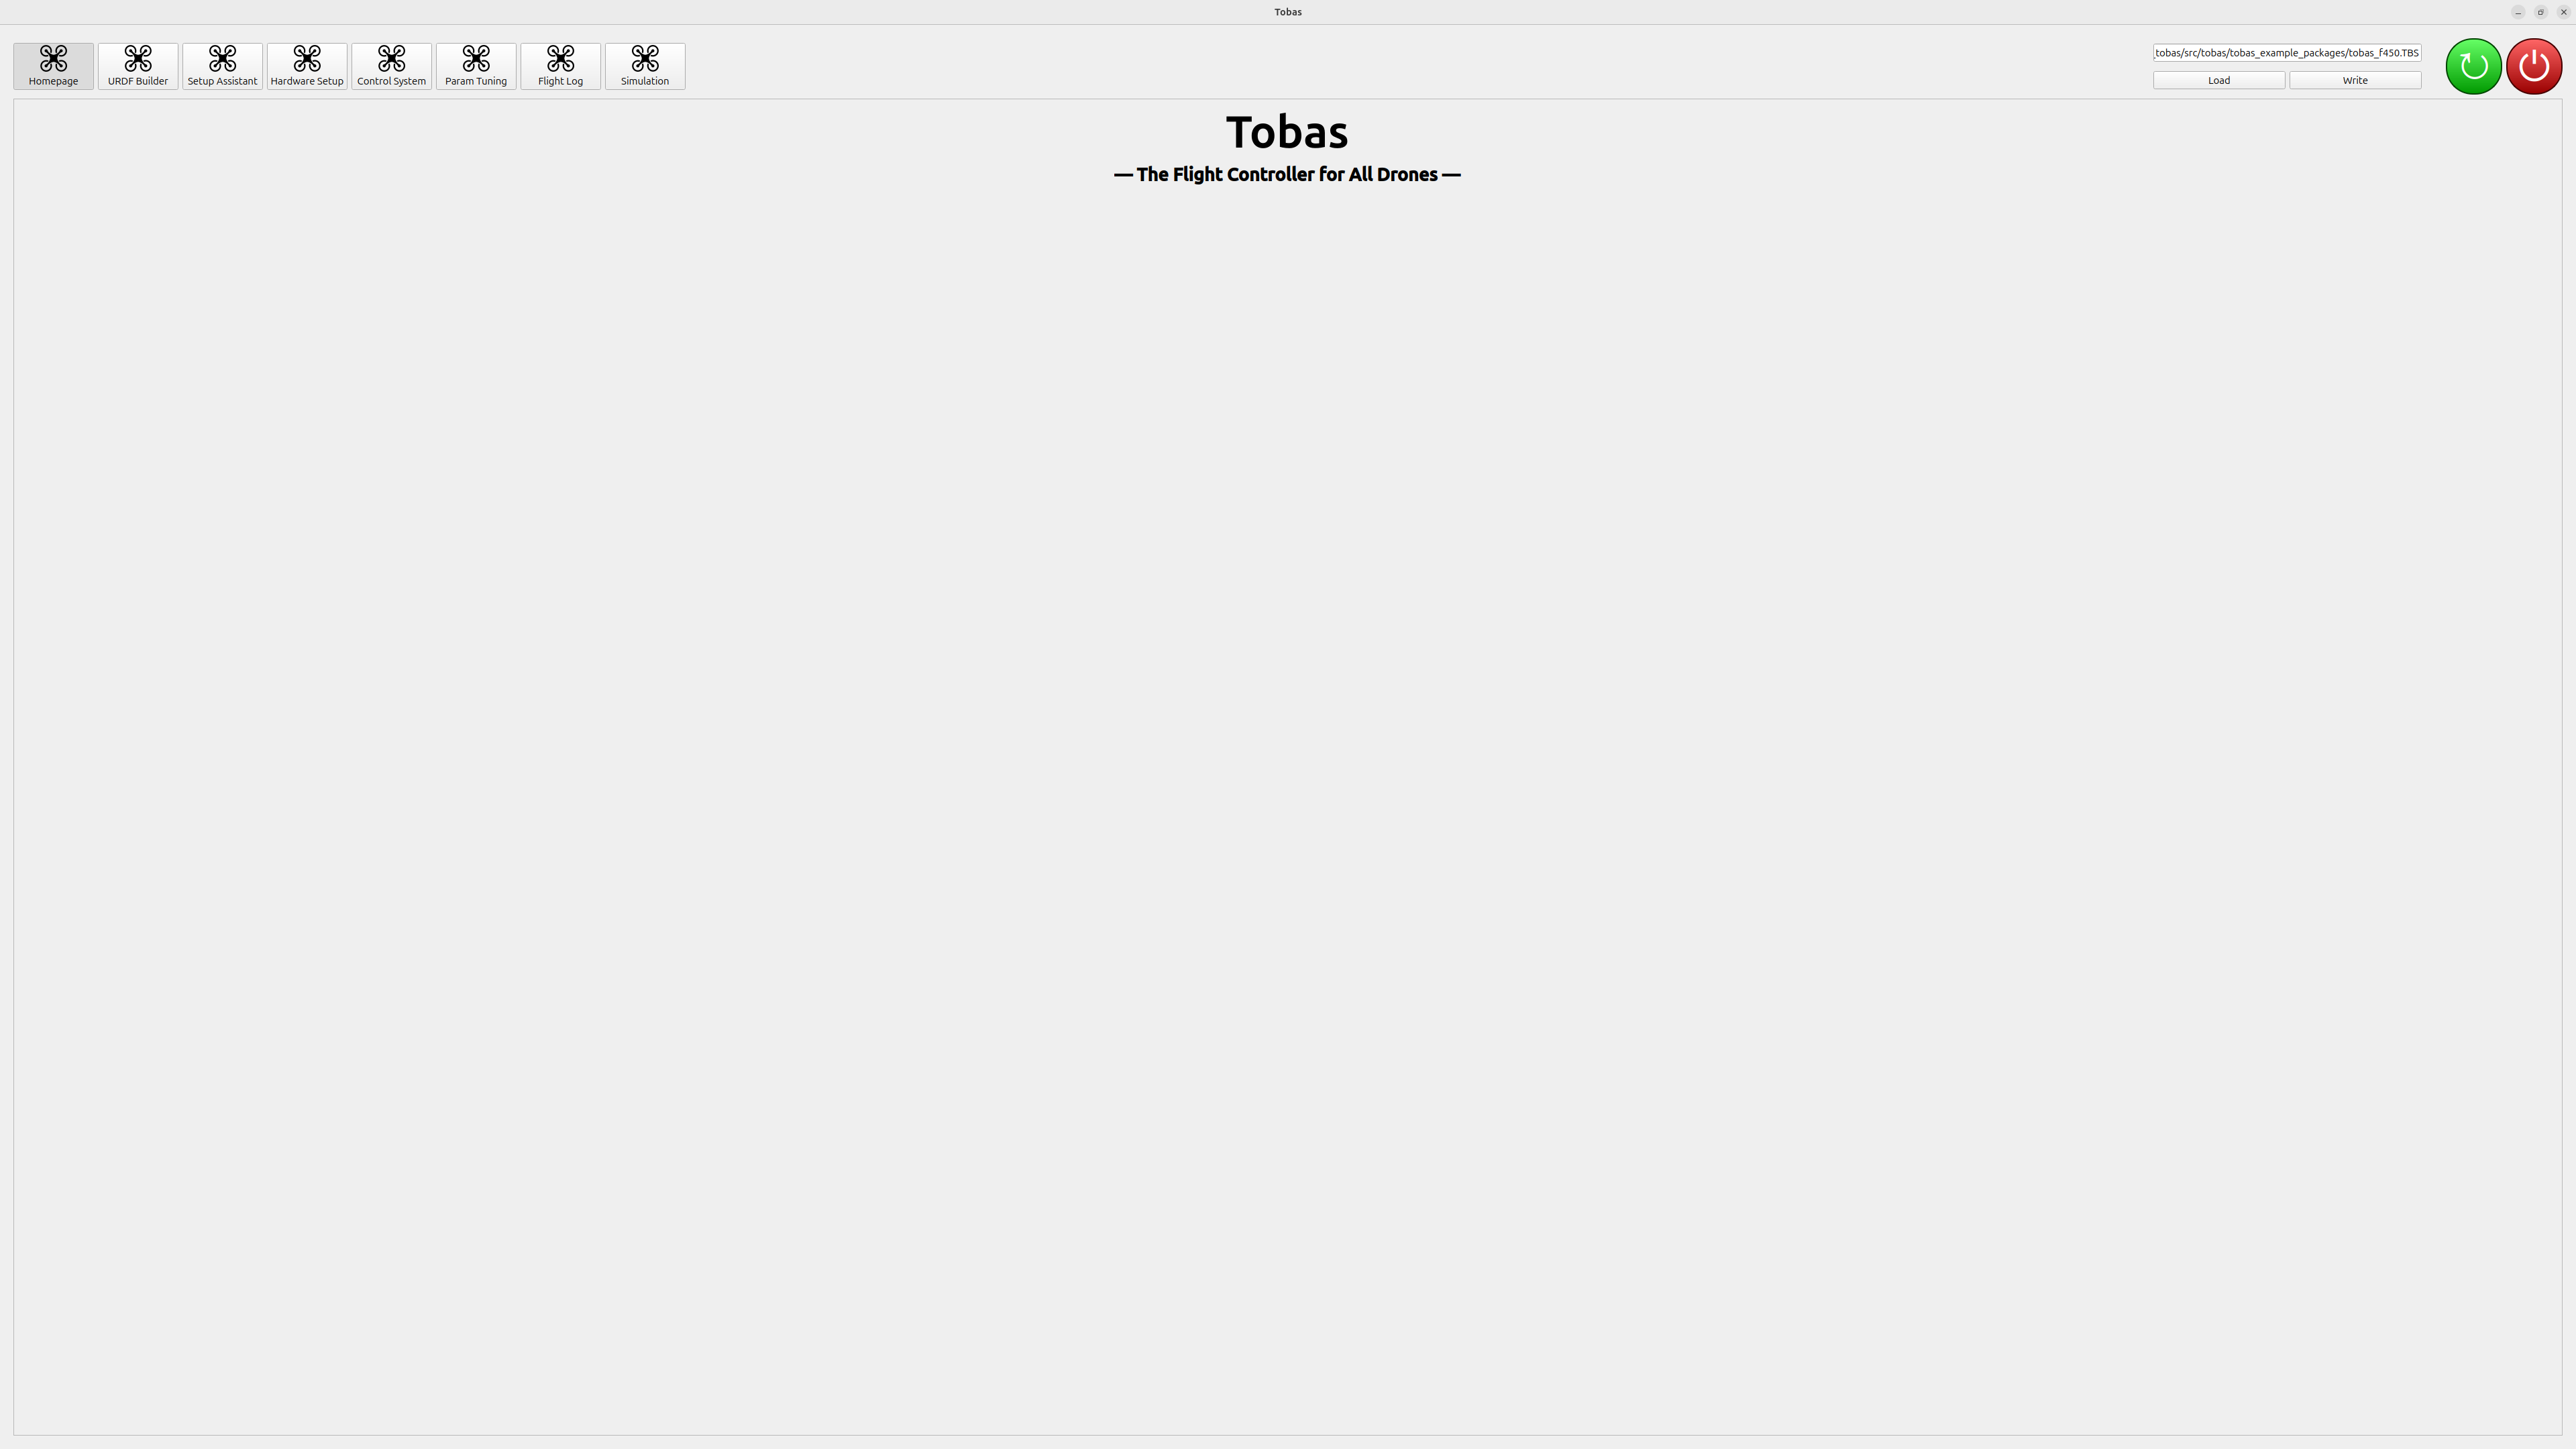 Tobas
Homepage
URDF Builder
Setup Assistant
Hardware Setup
Control System
Param Tuning
Flight Log
Simulation
tobas/src/tobas/tobas_example_packages/tobas_f450.TBS
Load
Write
Tobas
— The Flight Controller for All Drones —